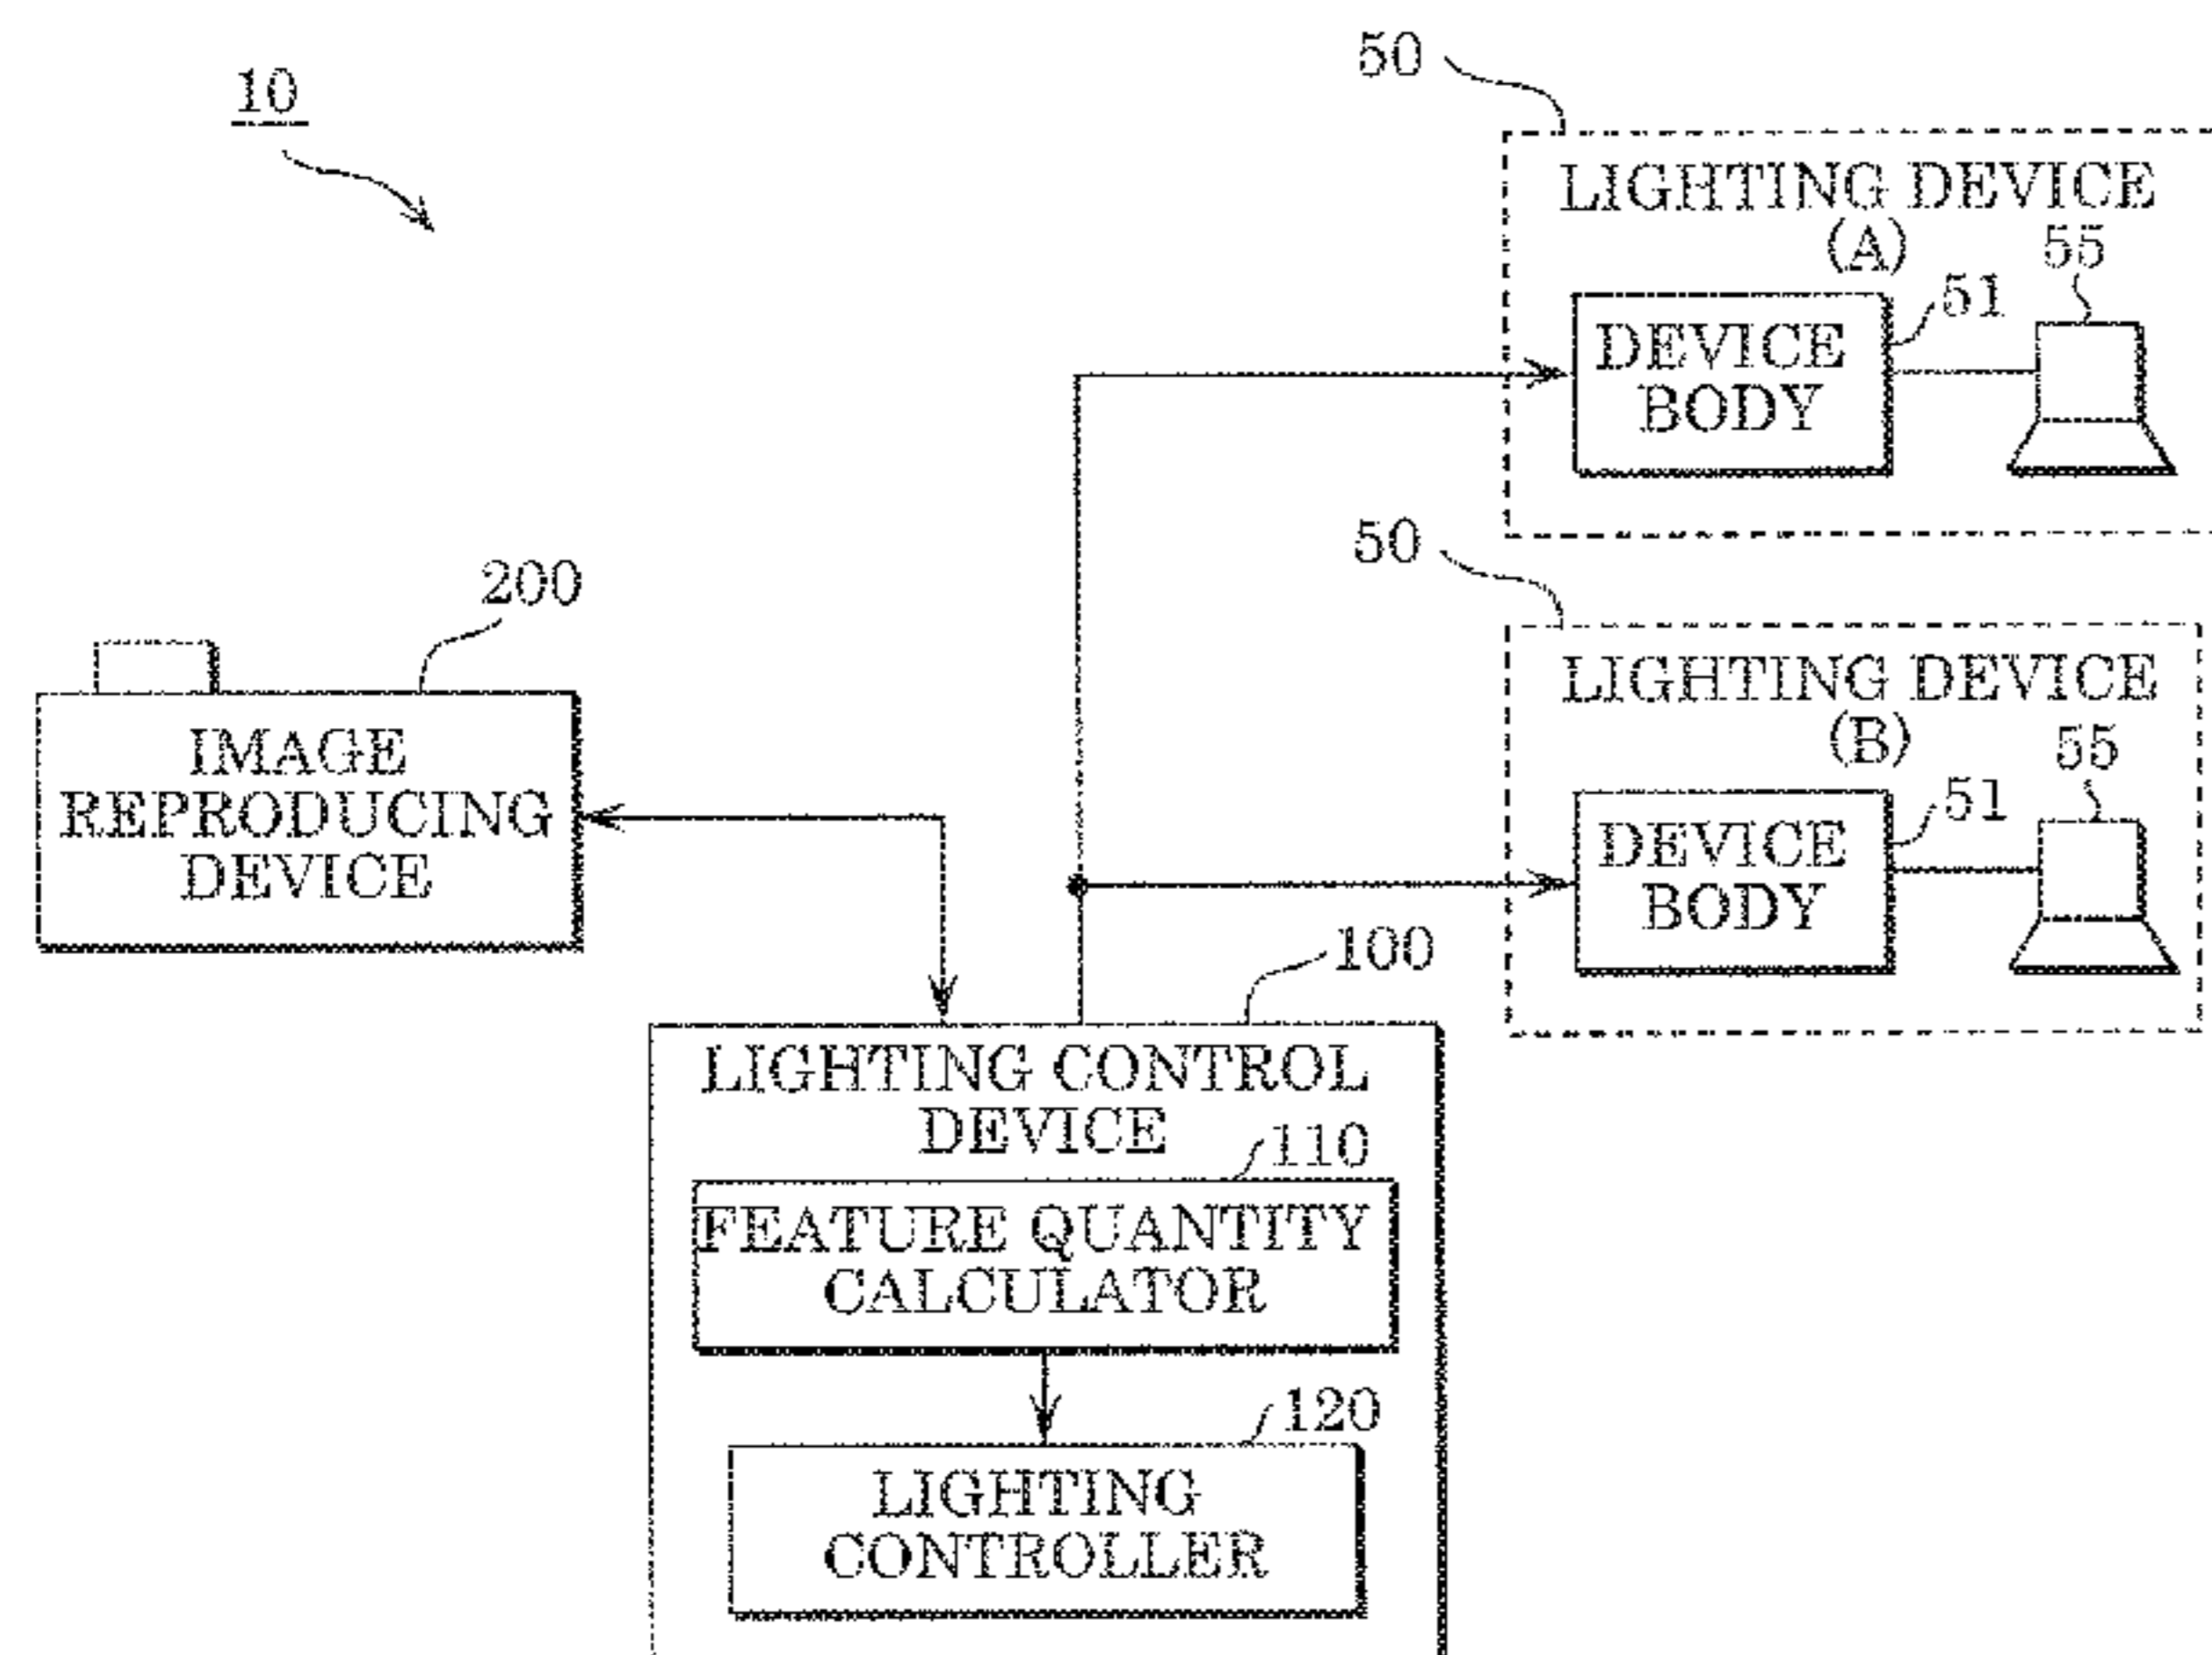 10
50
LIGHTING DEVICE
(A)
55
51
DEVICE
BODY
50
LIGHTING DEVICE
(B)
55
51
DEVICE
BODY
200
IMAGE
REPRODUCING
DEVICE
100
LIGHTING CONTROL
DEVICE
110
FEATURE QUANTITY
CALCULATOR
120
LIGHTING
CONTROLLER